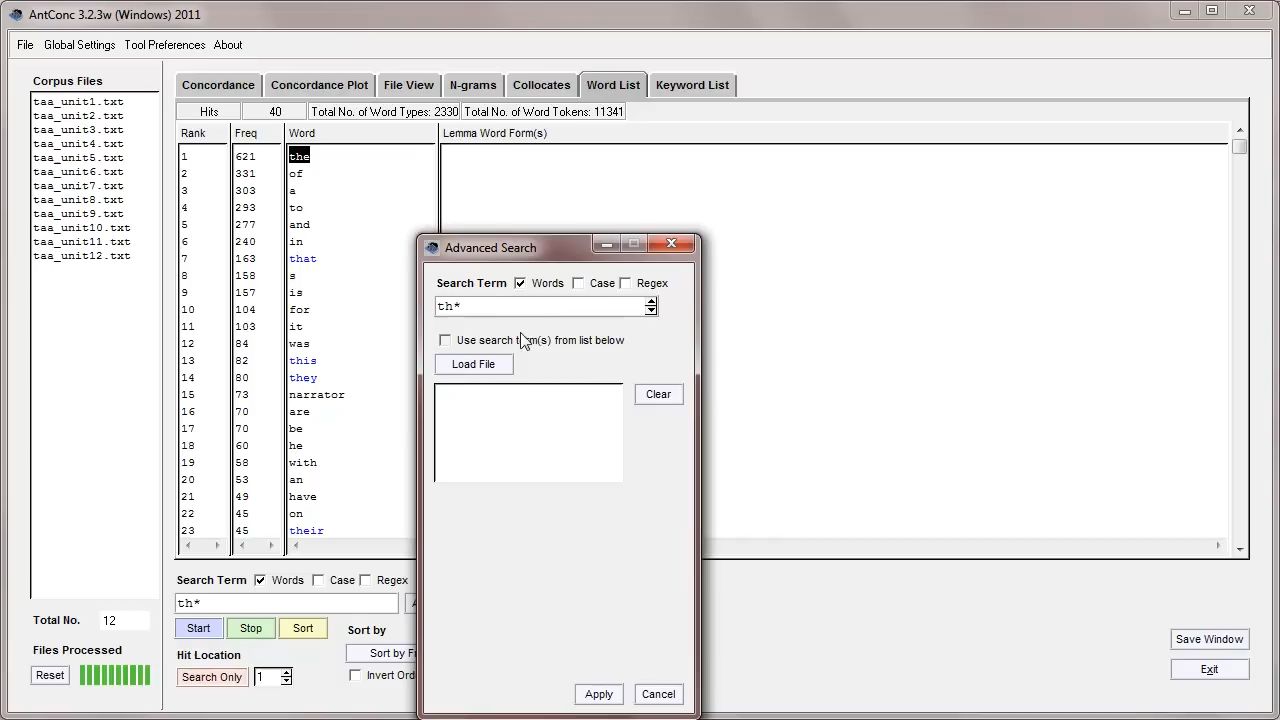 AntConc 3.2.3w (Windows) 2011
File Global Settings Tool Preferences About
Corpus Files
taa_unit1.txt
taa_unit2.txt
taa_unit3.txt
taa_unit4.txt
taa_unit5.txt
taa_unit6.txt
taa_unit7.txt
taa_unit8.txt
taa_unit9.txt
taa_unit10.txt
taa_unit11.txt
taa_unit12.txt
Total No. 12
Files Processed
Reset
Concordance Concordance Plot File View N-grams Collocates Word List Keyword List
Hits 40 Total No. of Word Types: 2330 Total No. of Word Tokens: 11341
Rank Freq Word Lemma Word Form(s)
1 621 the
2 331 of
3 303 a
4 293 to
5 277 and
6 240 in
7 163 that
8 158 s
9 157 is
10 104 for
11 103 it
12 84 was
13 82 this
14 80 they
15 73 narrator
16 70 are
17 70 be
18 60 he
19 58 with
20 53 an
21 49 have
22 45 on
23 45 their
Search Term Words Case Regex
th*
Start Stop Sort
Sort by
Hit Location
Search Only 1
Invert
Advanced Search
Search Term Words Case Regex
th*
Use search term(s) from list below
Load File
Clear
Apply Cancel
Save Window
Exit